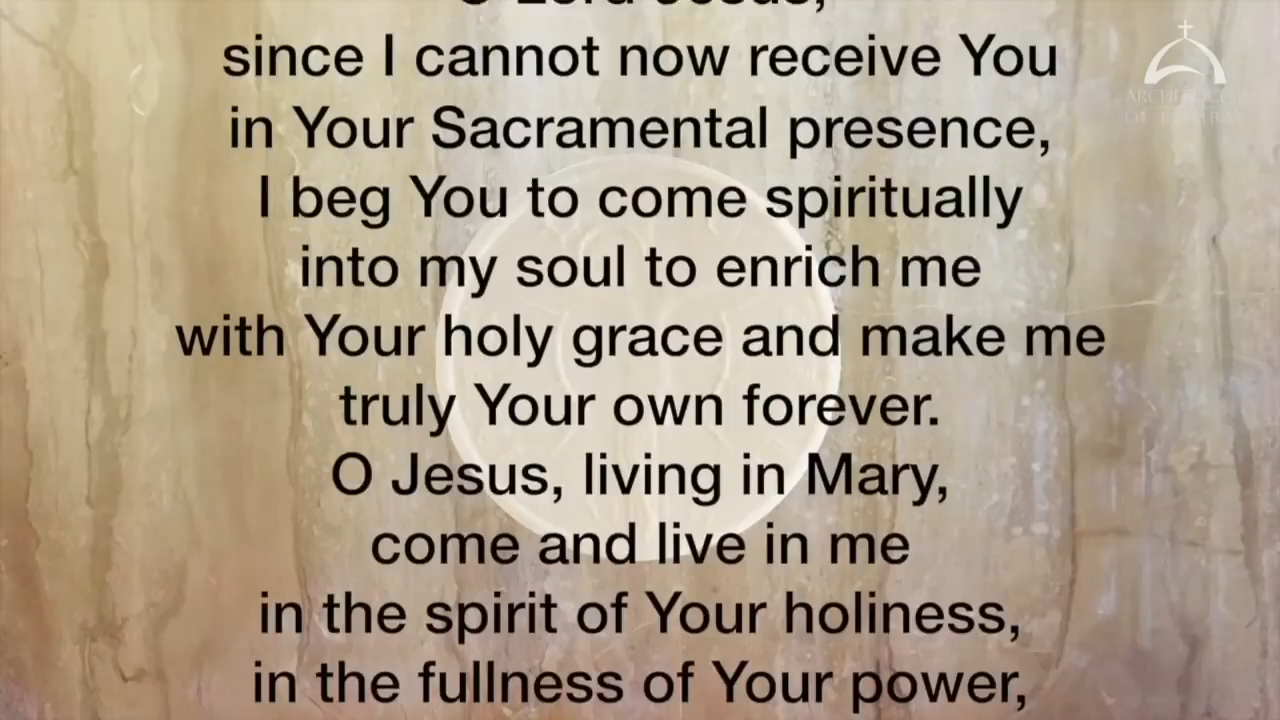 O Lord Jesus,
since I cannot now receive You
in Your Sacramental presence,
I beg You to come spiritually
into my soul to enrich me
with Your holy grace and make me
truly Your own forever.
O Jesus, living in Mary,
come and live in me
in the spirit of Your holiness,
in the fullness of Your power,